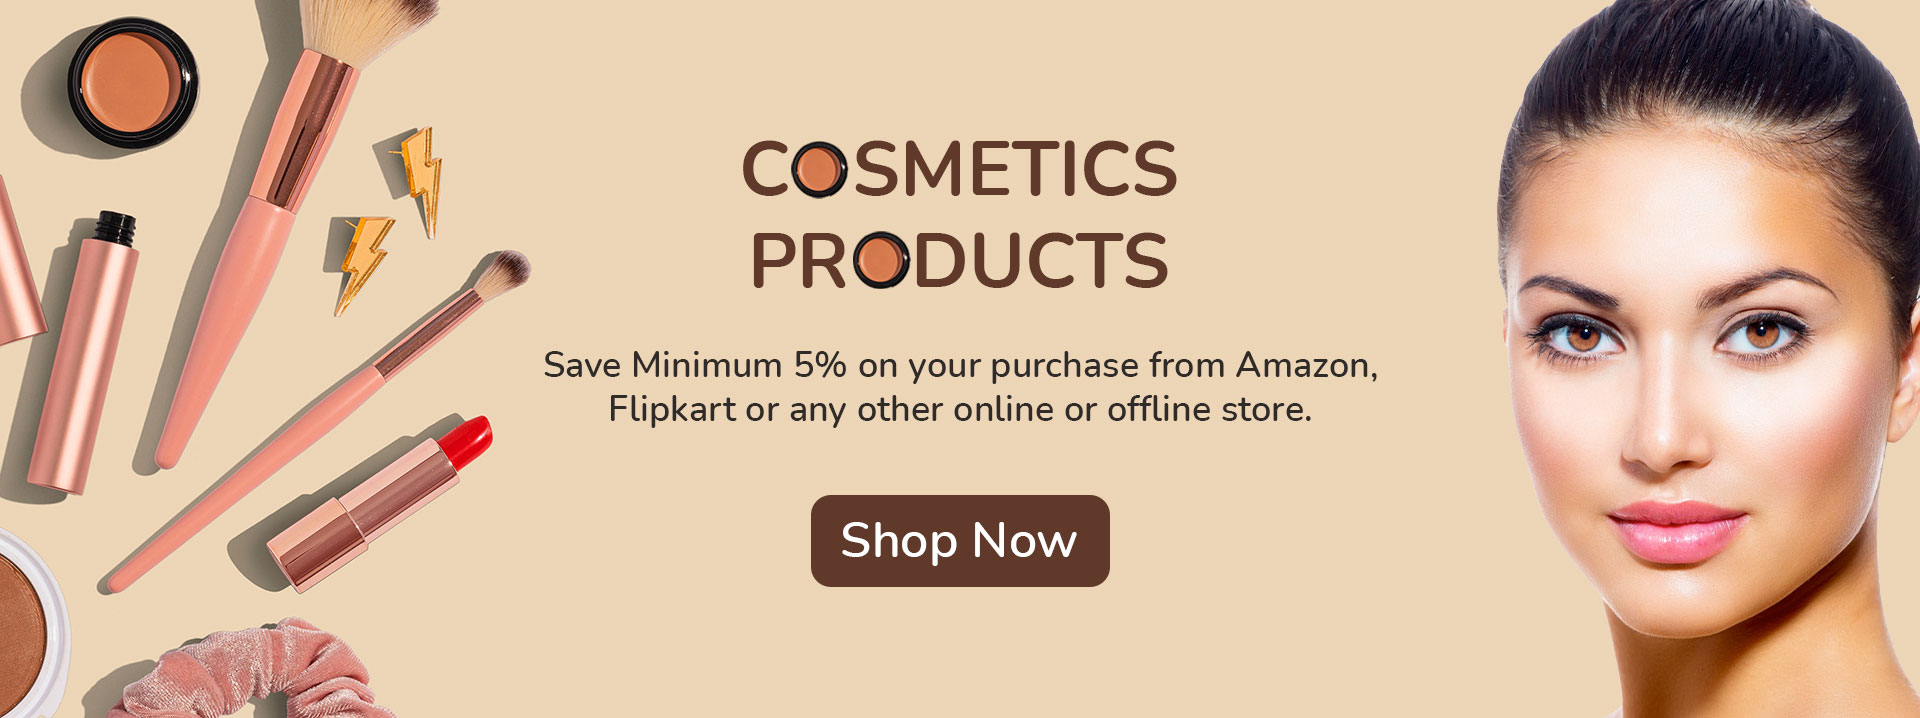 COSMETICS
PRODUCTS
Save Minimum 5% on your purchase from Amazon,
Flipkart or any other online or offline store.
Shop Now